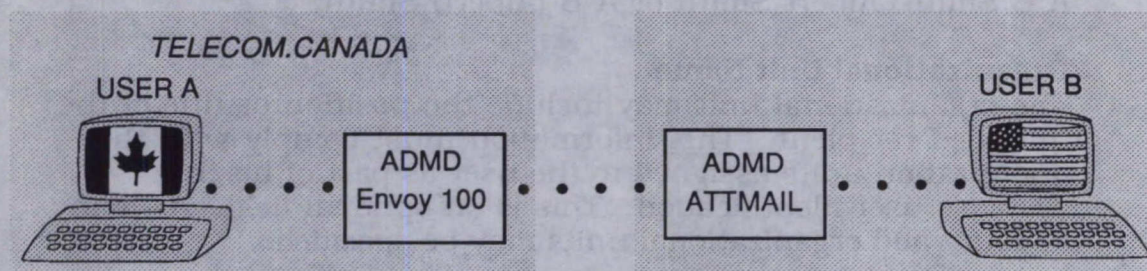 TELECOM.CANADA
USER A
USER B
ADMD
Envoy 100
ADMD
ATTMAIL